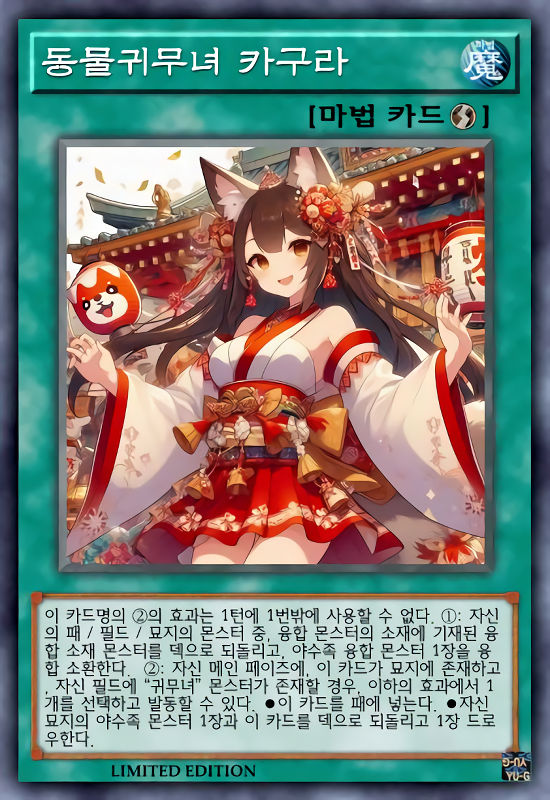 동물귀무녀 카구라
마법
魔
[마법 카드]
이 카드명의 ②의 효과는 1턴에 1번밖에 사용할 수 없다. ①: 자신
의 패 / 필드 / 묘지의 몬스터 중, 융합 몬스터의 소재에 기재된 융
합 소재 몬스터를 덱으로 되돌리고, 야수족 융합 몬스터 1장을 융
합 소환한다. ②: 자신 메인 페이즈에, 이 카드가 묘지에 존재하고
, 자신 필드에 “귀무녀” 몬스터가 존재할 경우, 이하의 효과에서 1
개를 선택하고 발동할 수 있다. ●이 카드를 패에 넣는다. ●자신
묘지의 야수족 몬스터 1장과 이 카드를 덱으로 되돌리고 1장 드로
우한다.
LIMITED EDITION
YU-G